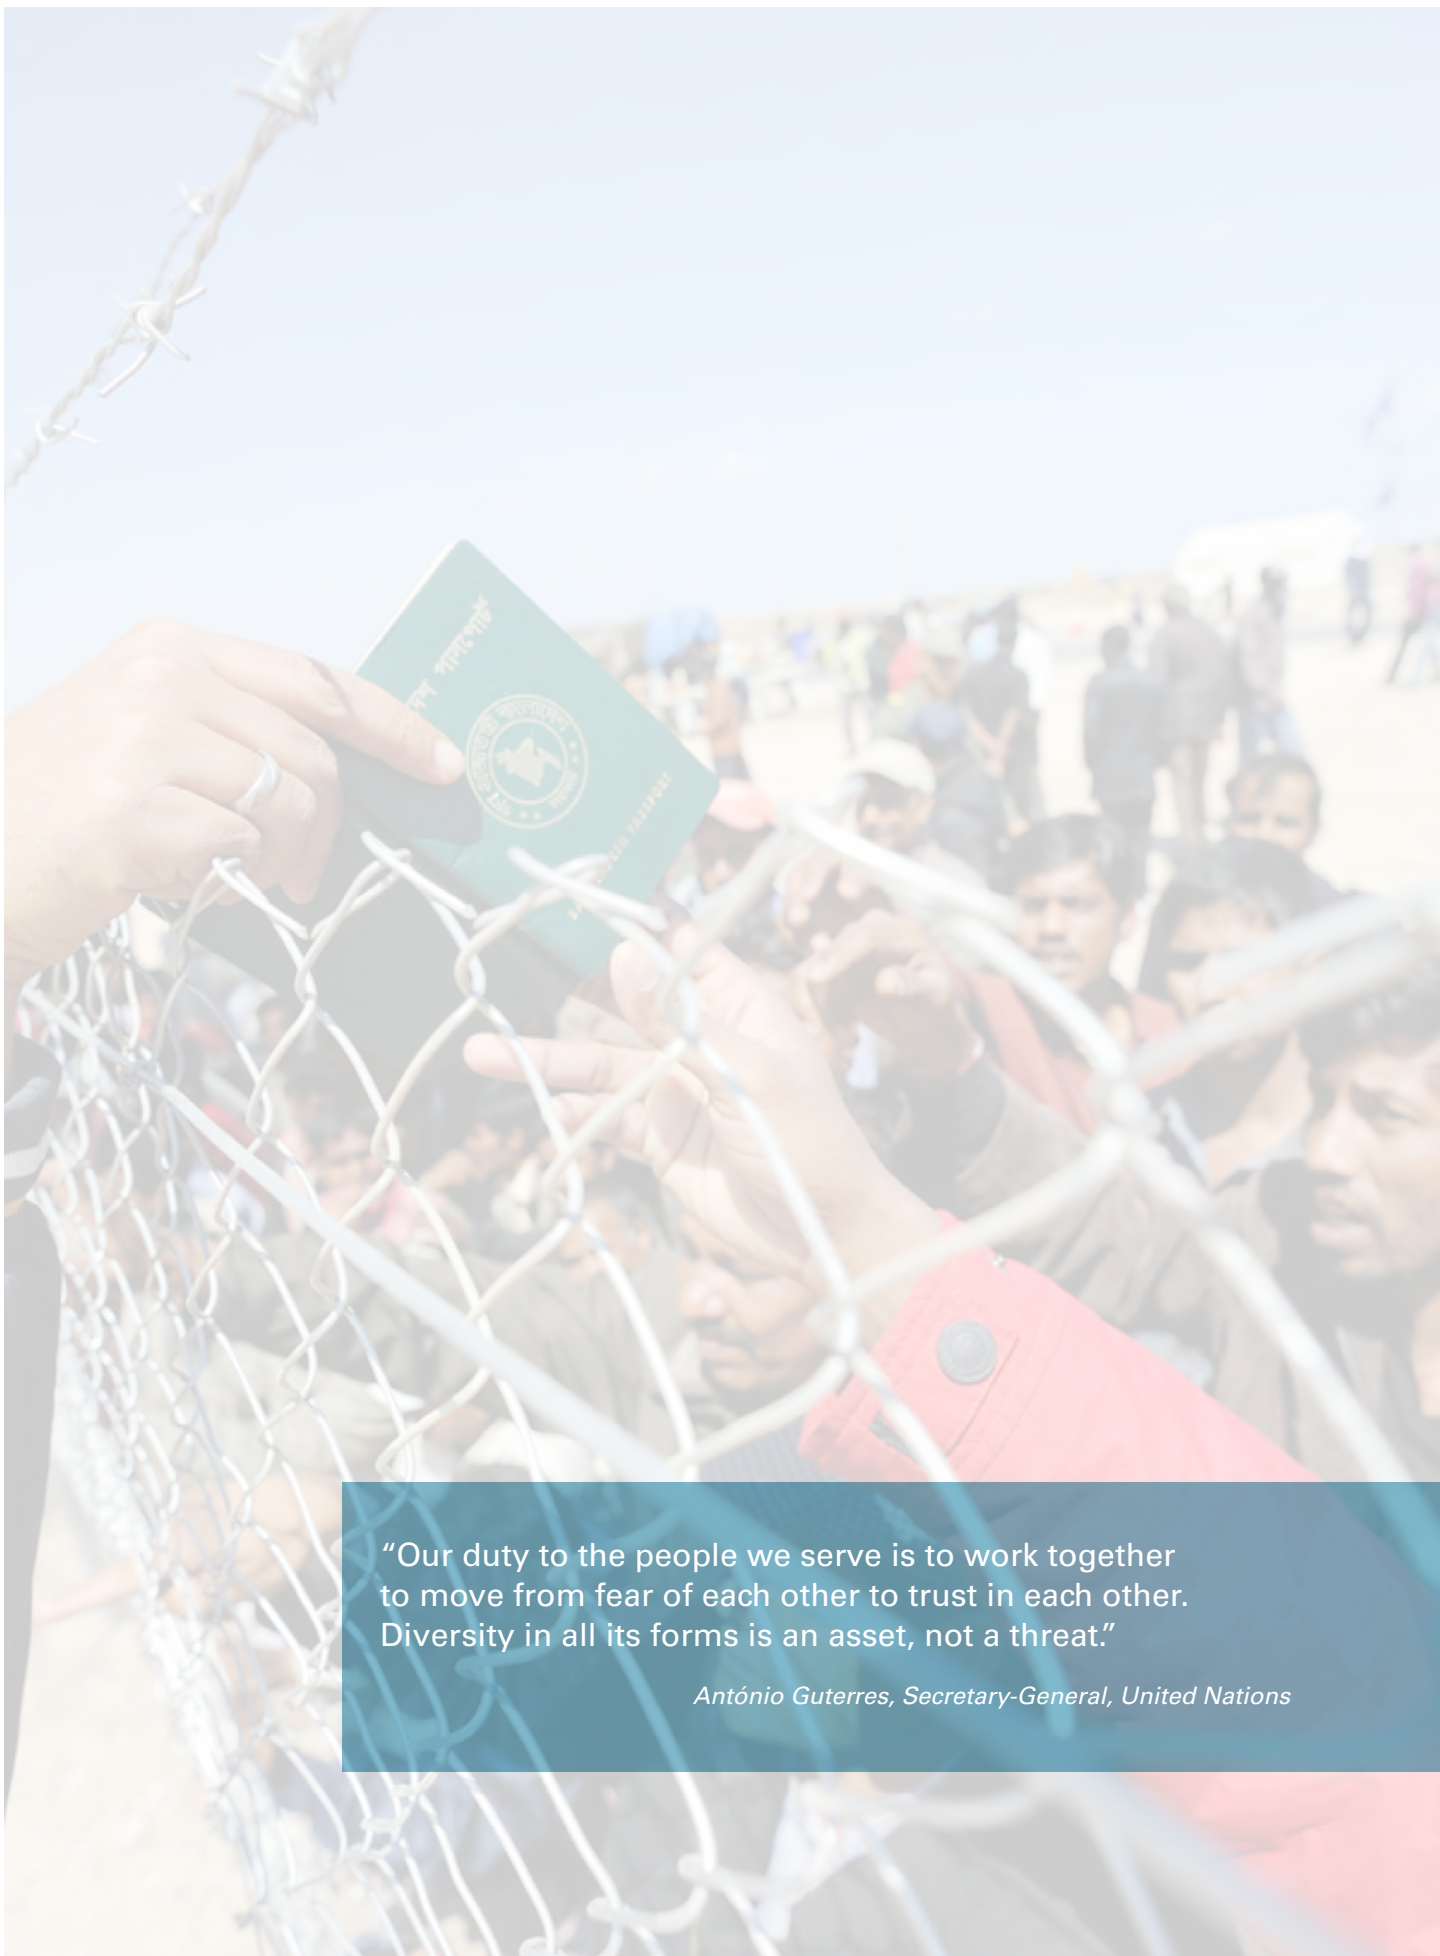 পাসপোর্ট
PASSPORT
“Our duty to the people we serve is to work together
to move from fear of each other to trust in each other.
Diversity in all its forms is an asset, not a threat.”
António Guterres, Secretary-General, United Nations